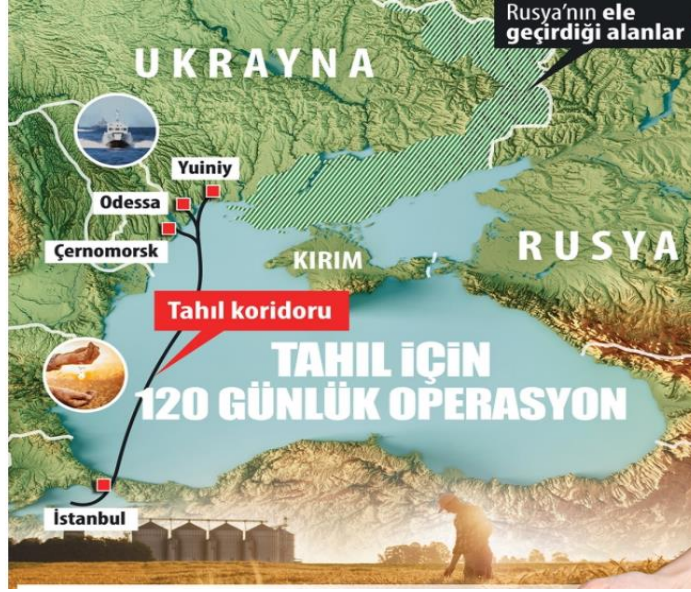 Rusya'nın ele
geçirdiği alanlar
UKRAYNA
Yuiniy
Odessa
Çernomorsk
KIRIM
RUSYA
Tahıl koridoru
TAHIL İÇİN
120 GÜNLÜK OPERASYON
İstanbul